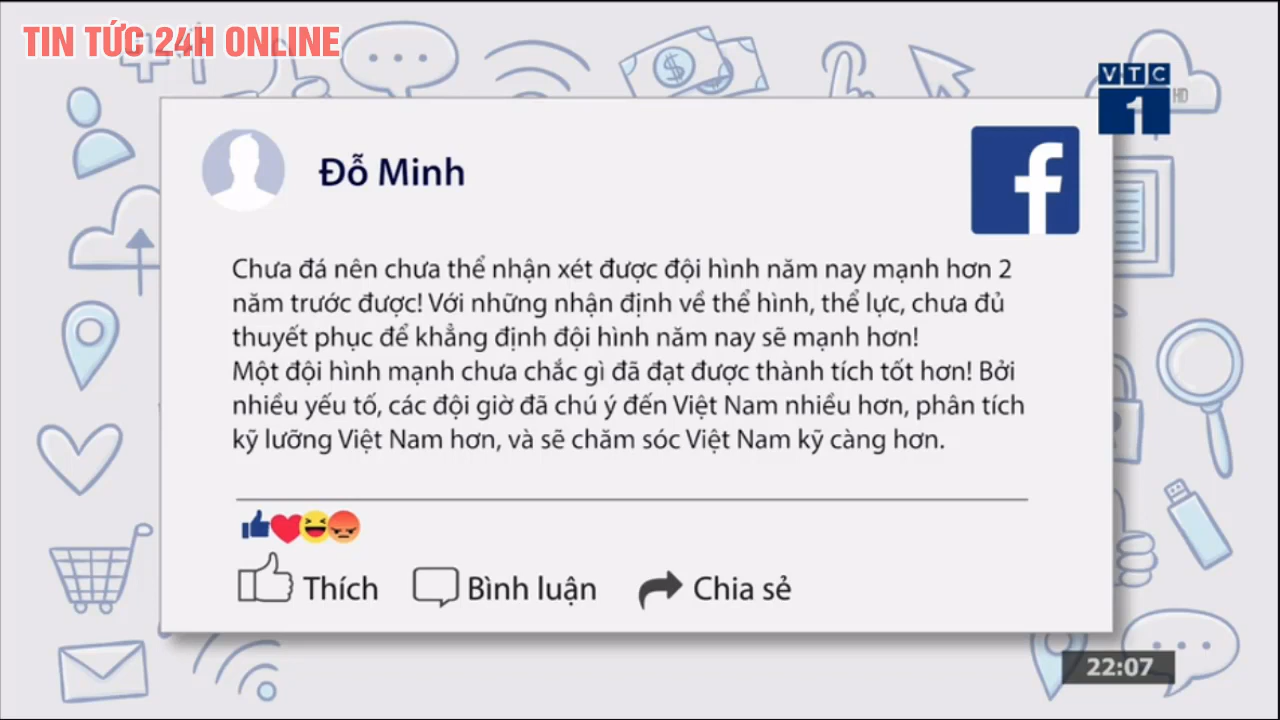 TIN TỨC 24H ONLINE
VTC
1
HD
Đỗ Minh
f
Chưa đá nên chưa thể nhận xét được đội hình năm nay mạnh hơn 2
năm trước được! Với những nhận định về thể hình, thể lực, chưa đủ
thuyết phục để khẳng định đội hình năm nay sẽ mạnh hơn!
Một đội hình mạnh chưa chắc gì đã đạt được thành tích tốt hơn! Bởi
nhiều yếu tố, các đội giờ đã chú ý đến Việt Nam nhiều hơn, phân tích
kỹ lưỡng Việt Nam hơn, và sẽ chăm sóc Việt Nam kỹ càng hơn.
Thích Bình luận Chia sẻ
22:07